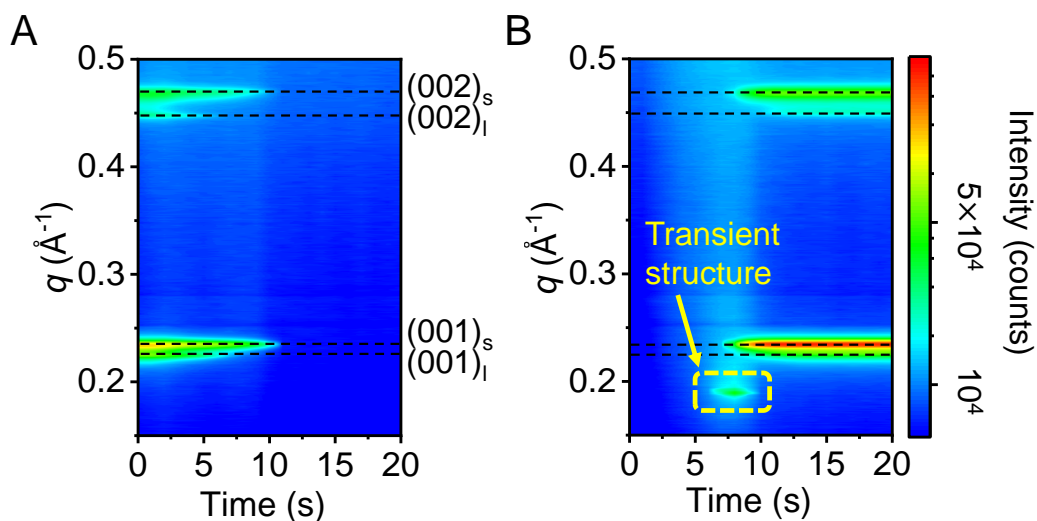 A
B
0.5
0.4
0.3
0.2
q (Å⁻¹)
0
5
10
15
20
Time (s)
(002)ₛ
(002)ₗ
(001)ₛ
(001)ₗ
0.5
0.4
0.3
0.2
q (Å⁻¹)
Transient
structure
0
5
10
15
20
Time (s)
5×10⁴
10⁴
Intensity (counts)